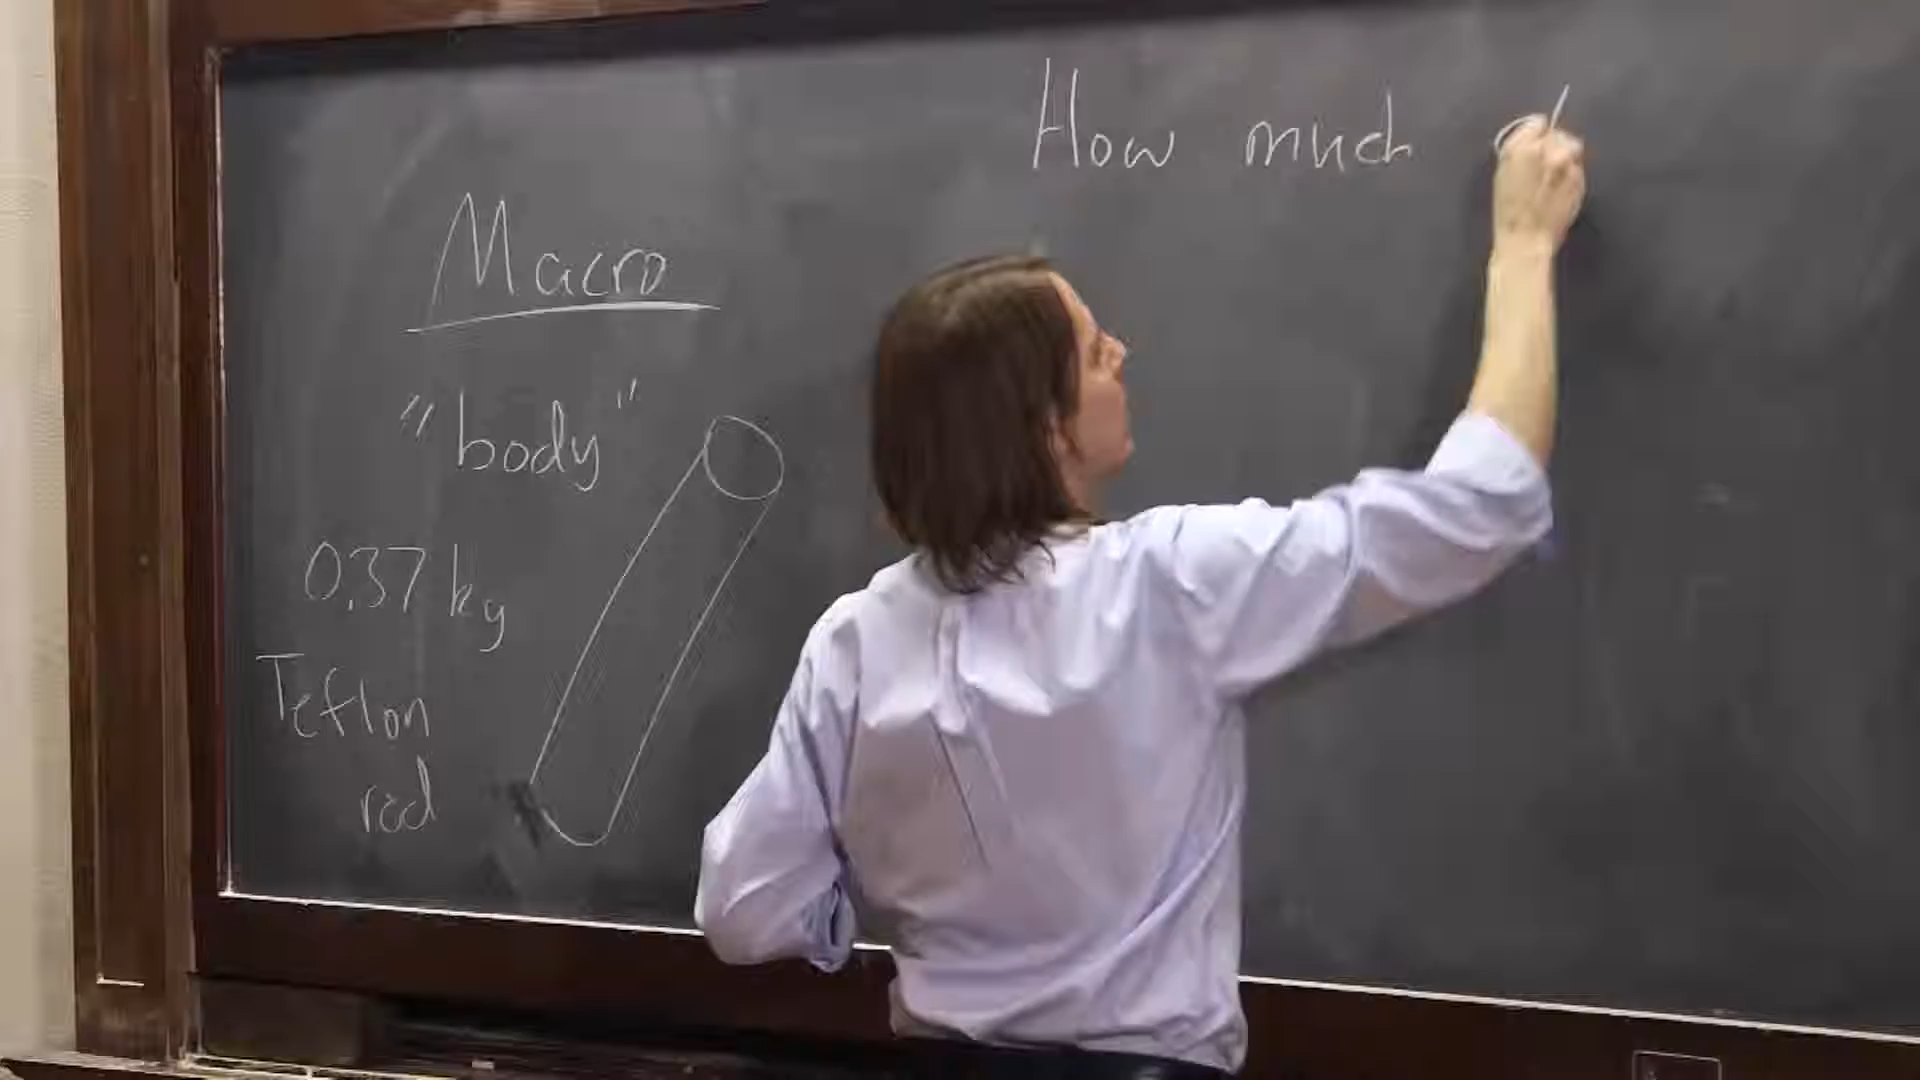 Macro
"body"
0.37 kg
Teflon
rod
How much